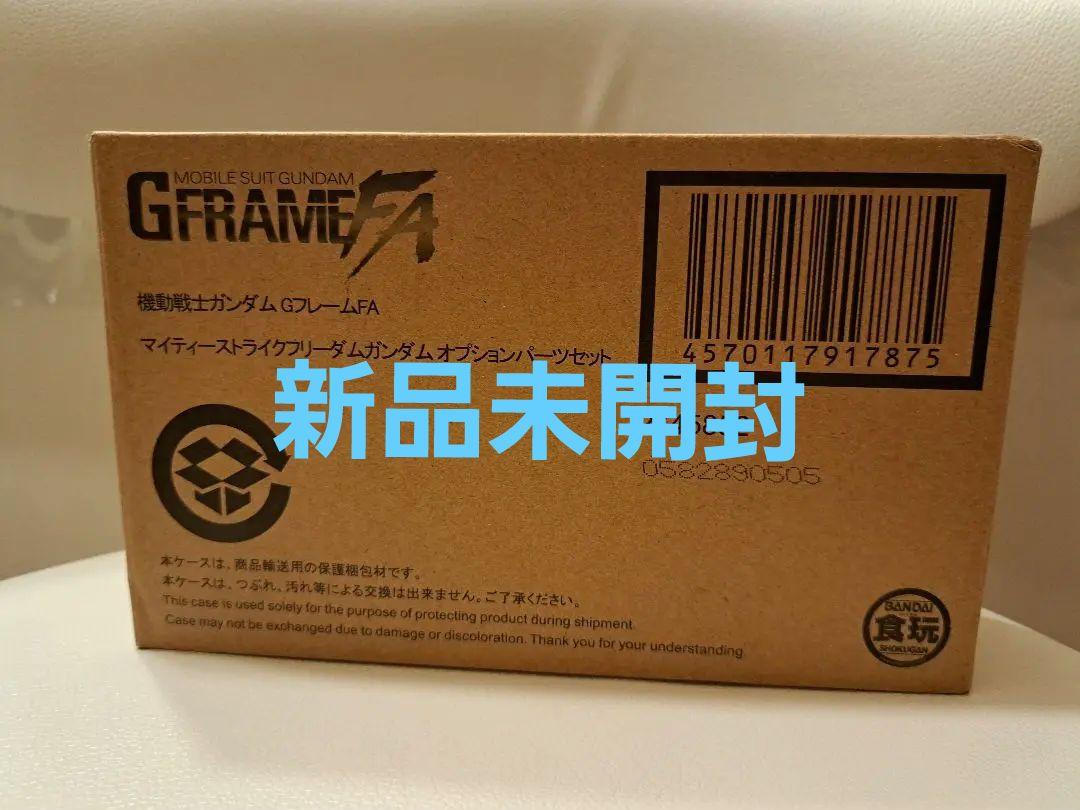 MOBILE SUIT GUNDAM
GFRAMEFA
機動戦士ガンダム GフレームFA
マイティーストライクフリーダムガンダム オプションパーツセット
4570117917875
新品未開封
0582890505
本ケースは、商品輸送用の保護梱包材です。
本ケースは、つぶれ、汚れ等による交換は出来ません。ご了承ください。
This case is used solely for the purpose of protecting product during shipment.
Case may not be exchanged due to damage or discoloration. Thank you for your understanding.
BANDAI
食玩
SHOKUGAN